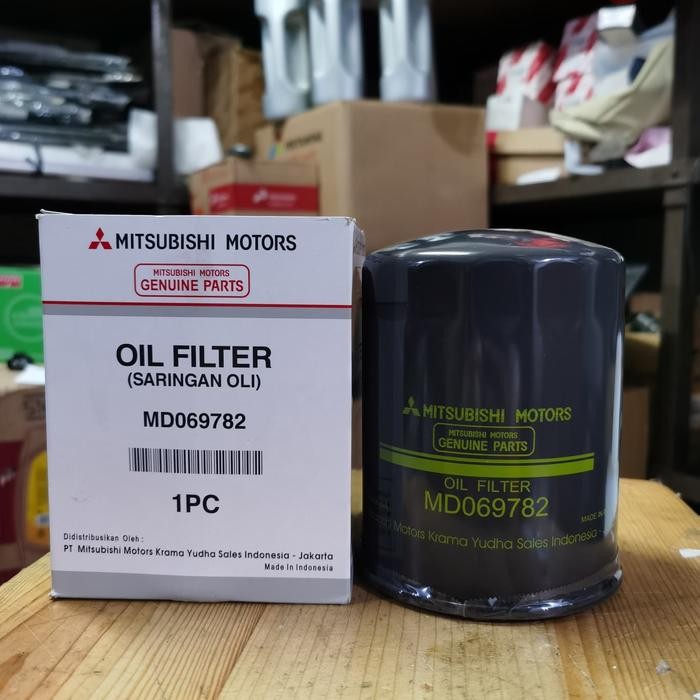 MITSUBISHI MOTORS
MITSUBISHI MOTORS
GENUINE PARTS
OIL FILTER
(SARINGAN OLI)
MD069782
1PC
Didistribusikan Oleh :
PT Mitsubishi Motors Krama Yudha Sales Indonesia - Jakarta
Made In Indonesia
MITSUBISHI MOTORS
MITSUBISHI MOTORS
GENUINE PARTS
OIL FILTER
MD069782
MADE IN
Motors Krama Yudha Sales Indonesia -